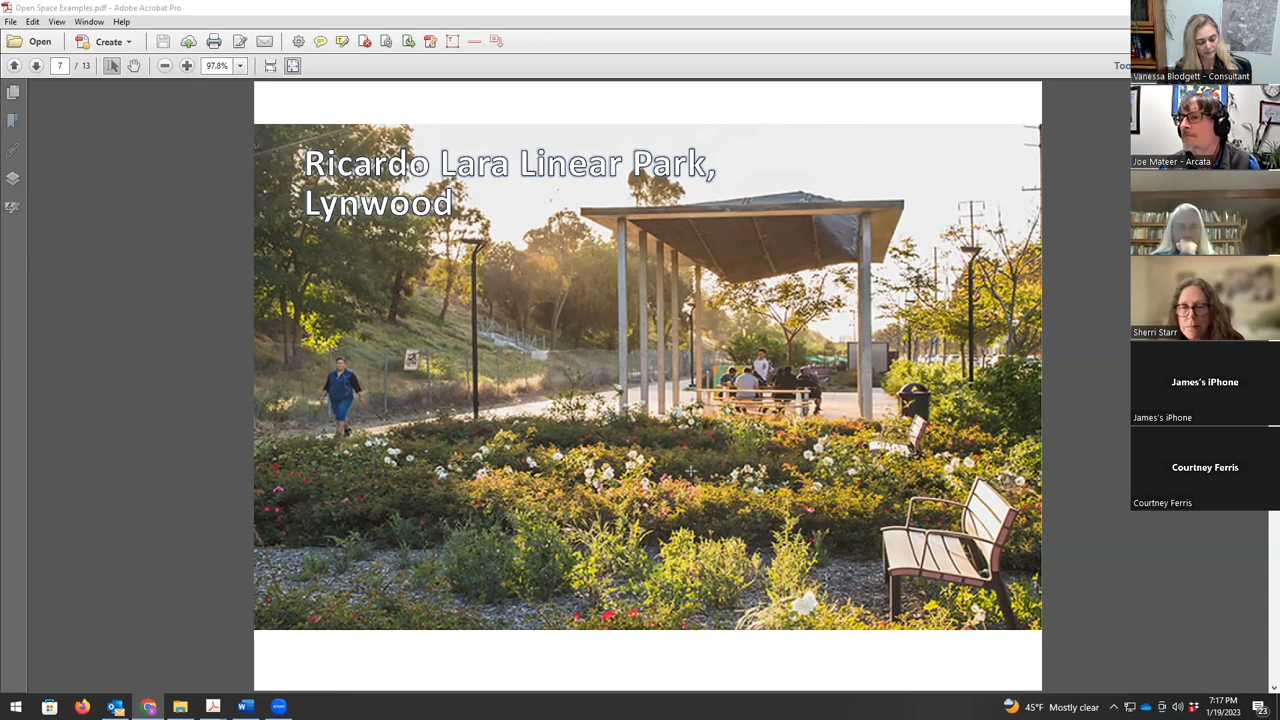 Open Space Examples.pdf - Adobe Acrobat Pro
File Edit View Window Help
Open Create
7 / 13 97.8%
Too
Ricardo Lara Linear Park,
Lynwood
Vanessa Blodgett - Consultant
Joe Mateer - Arcata
Sherri Starr
James's iPhone
James's iPhone
Courtney Ferris
Courtney Ferris
45°F Mostly clear
7:17 PM
1/19/2023
23